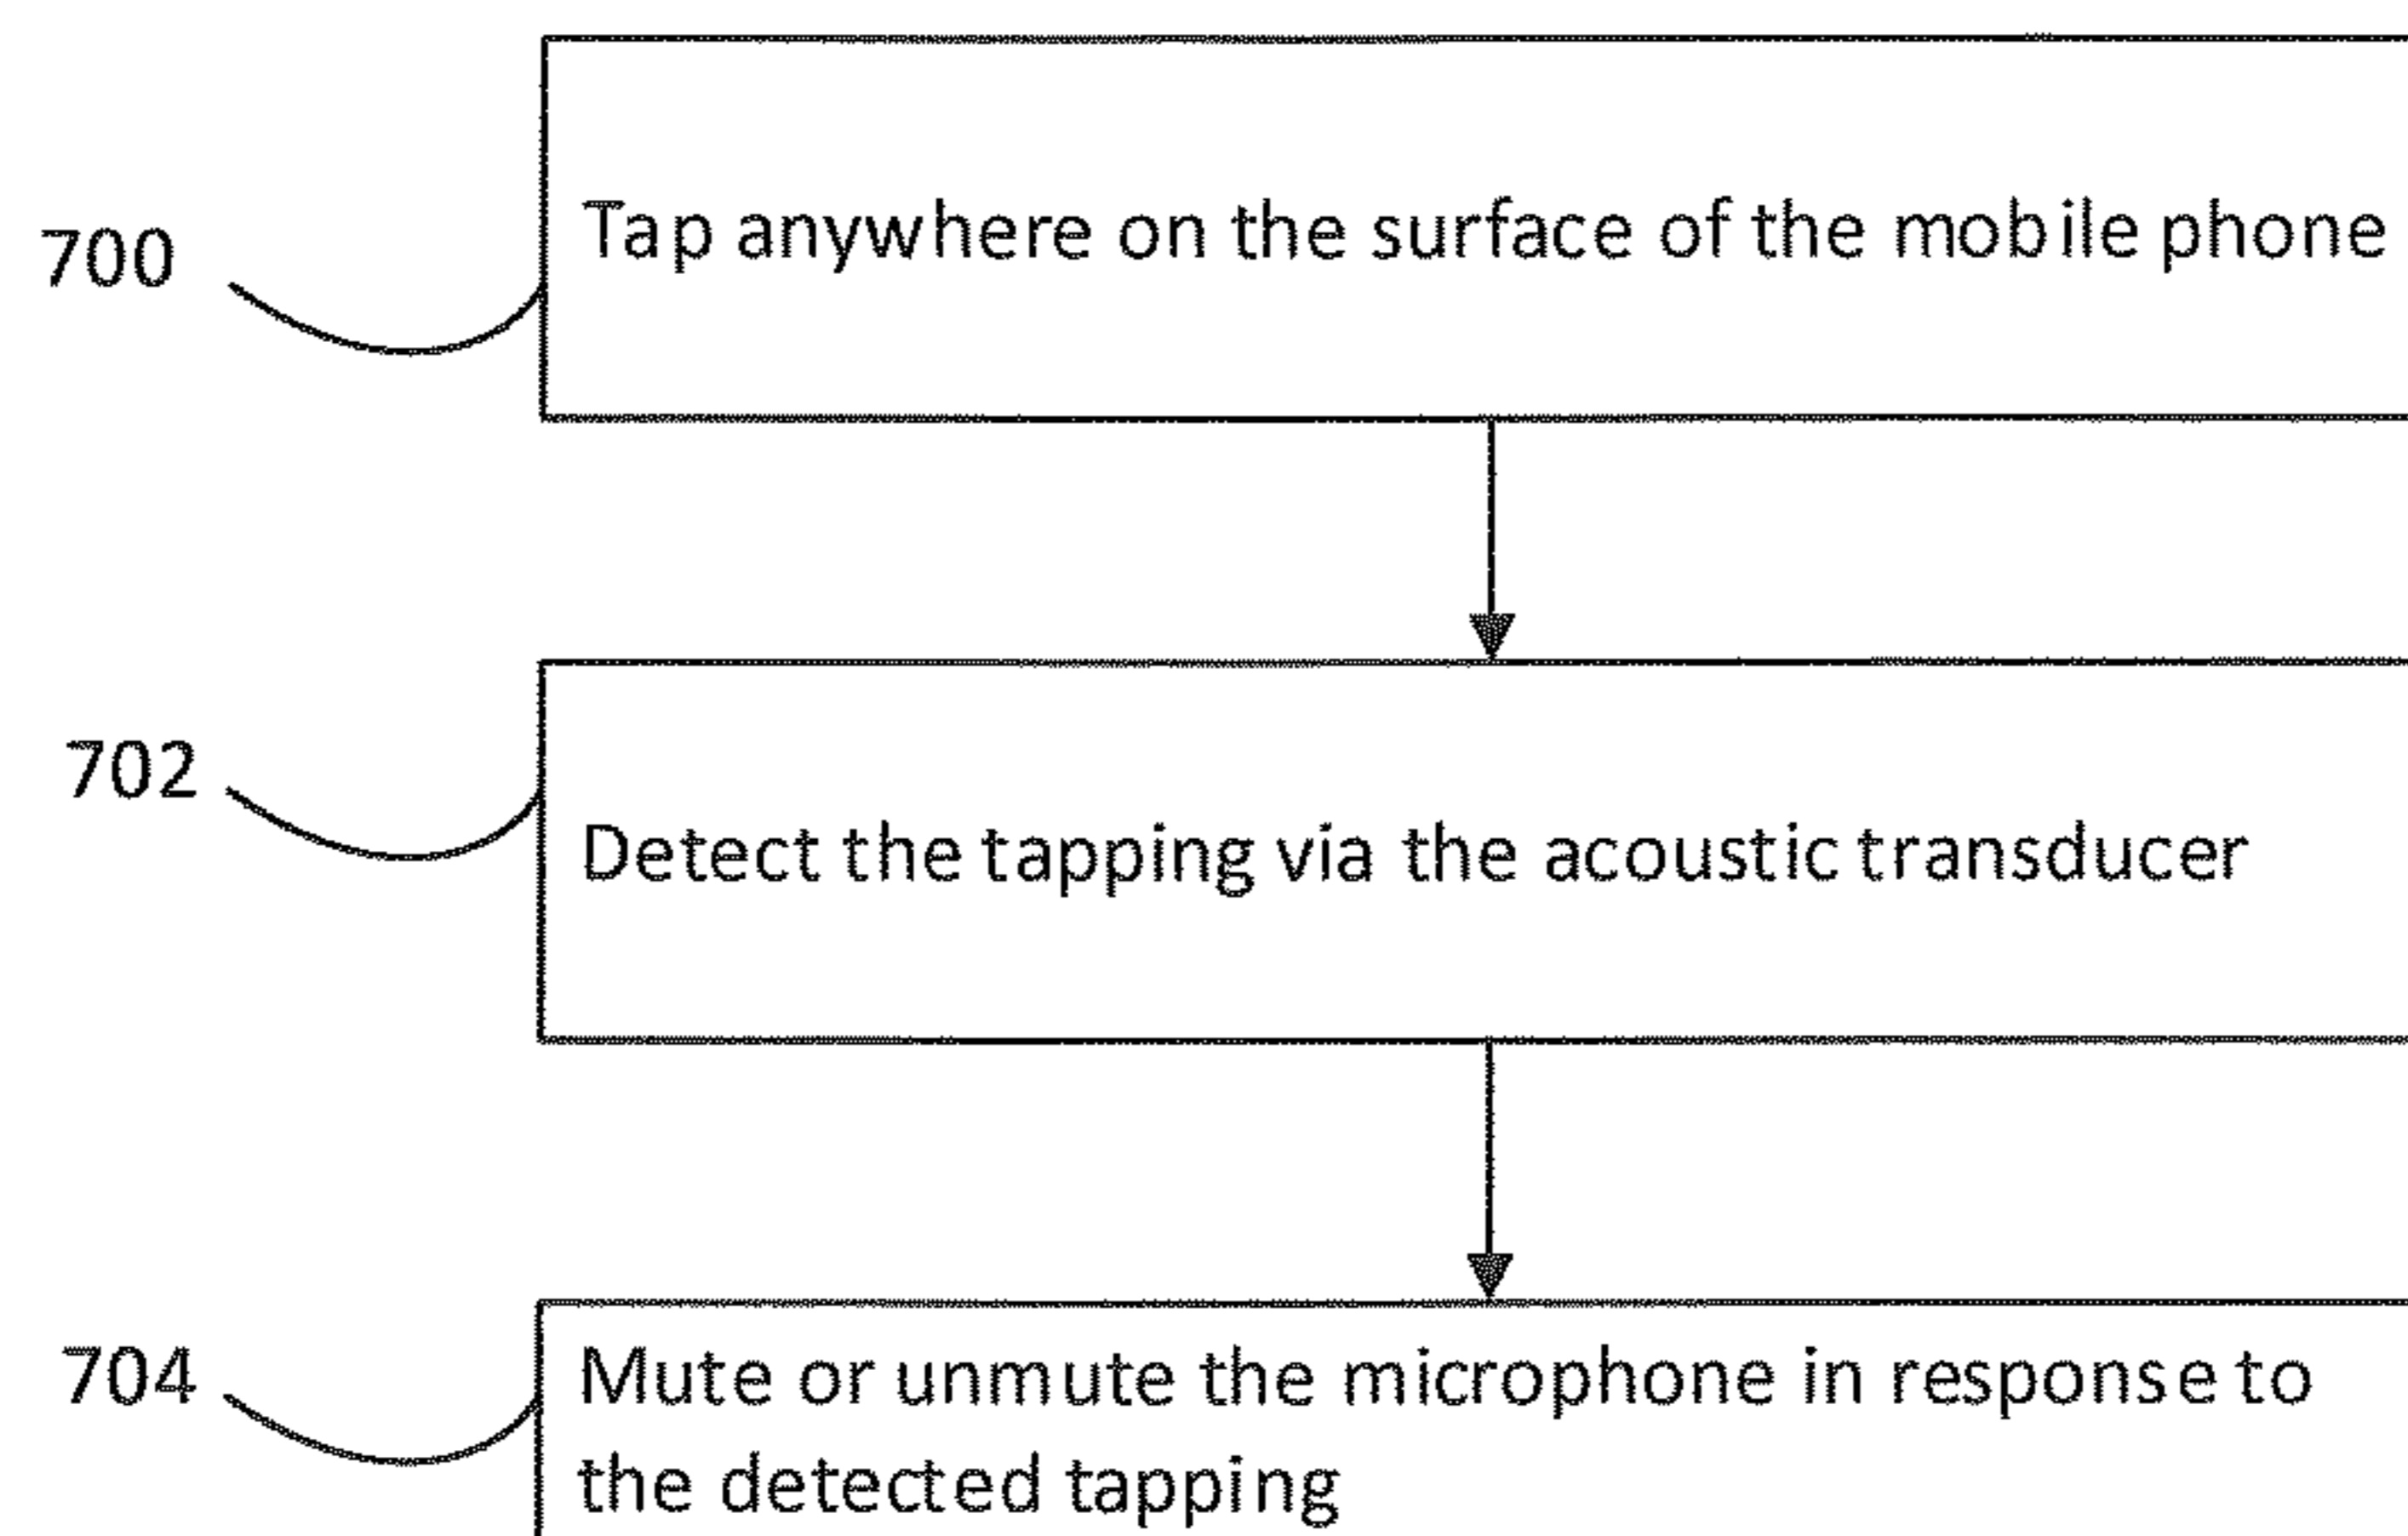 700
Tap anywhere on the surface of the mobile phone
702
Detect the tapping via the acoustic transducer
704
Mute or unmute the microphone in response to
the detected tapping